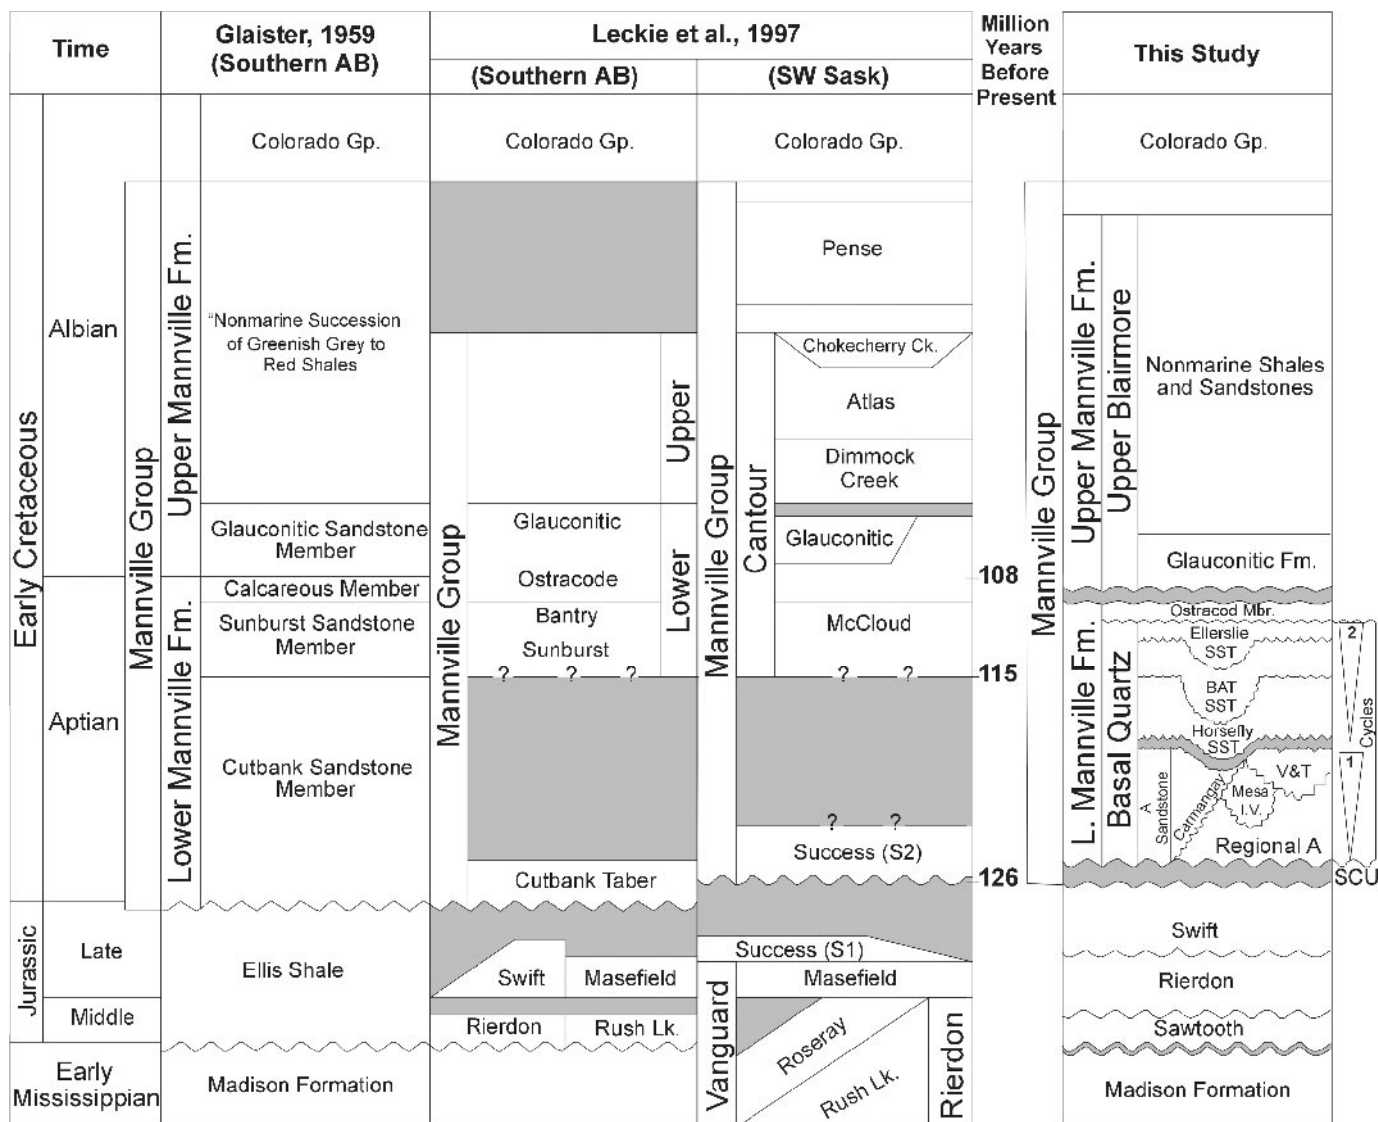 Time
Glaister, 1959
(Southern AB)
Leckie et al., 1997
(Southern AB)
(SW Sask)
Million
Years
Before
Present
This Study
Early Cretaceous
Albian
Aptian
Jurassic
Late
Middle
Early
Mississippian
Mannville Group
Upper Mannville Fm.
Lower Mannville Fm.
Colorado Gp.
"Nonmarine Succession
of Greenish Grey to
Red Shales
Glauconitic Sandstone
Member
Calcareous Member
Sunburst Sandstone
Member
Cutbank Sandstone
Member
Ellis Shale
Madison Formation
Mannville Group
Colorado Gp.
Upper
Lower
Glauconitic
Ostracode
Bantry
Sunburst
? ? ?
Cutbank Taber
Swift
Masefield
Rierdon
Rush Lk.
Mannville Group
Cantour
Vanguard
Colorado Gp.
Pense
Chokecherry Ck.
Atlas
Dimmock
Creek
Glauconitic
McCloud
? ?
? ?
Success (S2)
Success (S1)
Masefield
Roseray
Rush Lk.
Rierdon
108
115
126
Mannville Group
Upper Mannville Fm.
L. Mannville Fm.
Upper Blairmore
Basal Quartz
Colorado Gp.
Nonmarine Shales
and Sandstones
Glauconitic Fm.
Ostracod Mbr.
Ellerslie
SST
BAT
SST
Horsefly
SST
A
Sandstone
Carmangay
Mesa
I.V.
V&T
Regional A
2
1
Cycles
SCU
Swift
Rierdon
Sawtooth
Madison Formation